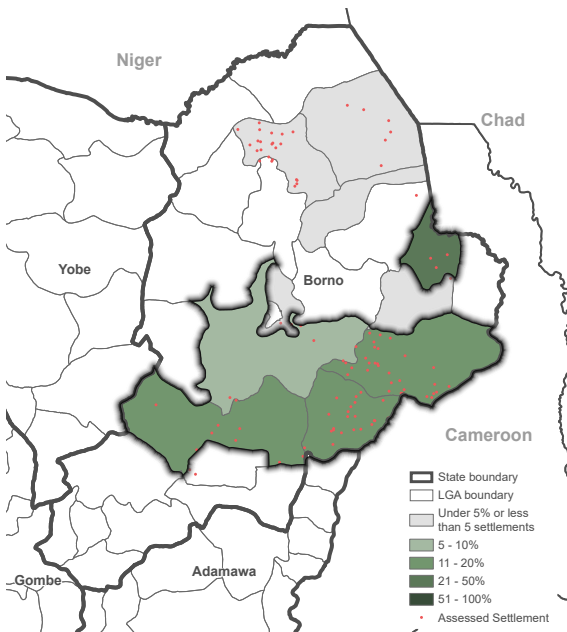 Niger
Chad
Yobe
Borno
Cameroon
State boundary
LGA boundary
Under 5% or less
than 5 settlements
5 - 10%
11 - 20%
21 - 50%
51 - 100%
Assessed Settlement
Adamawa
Gombe